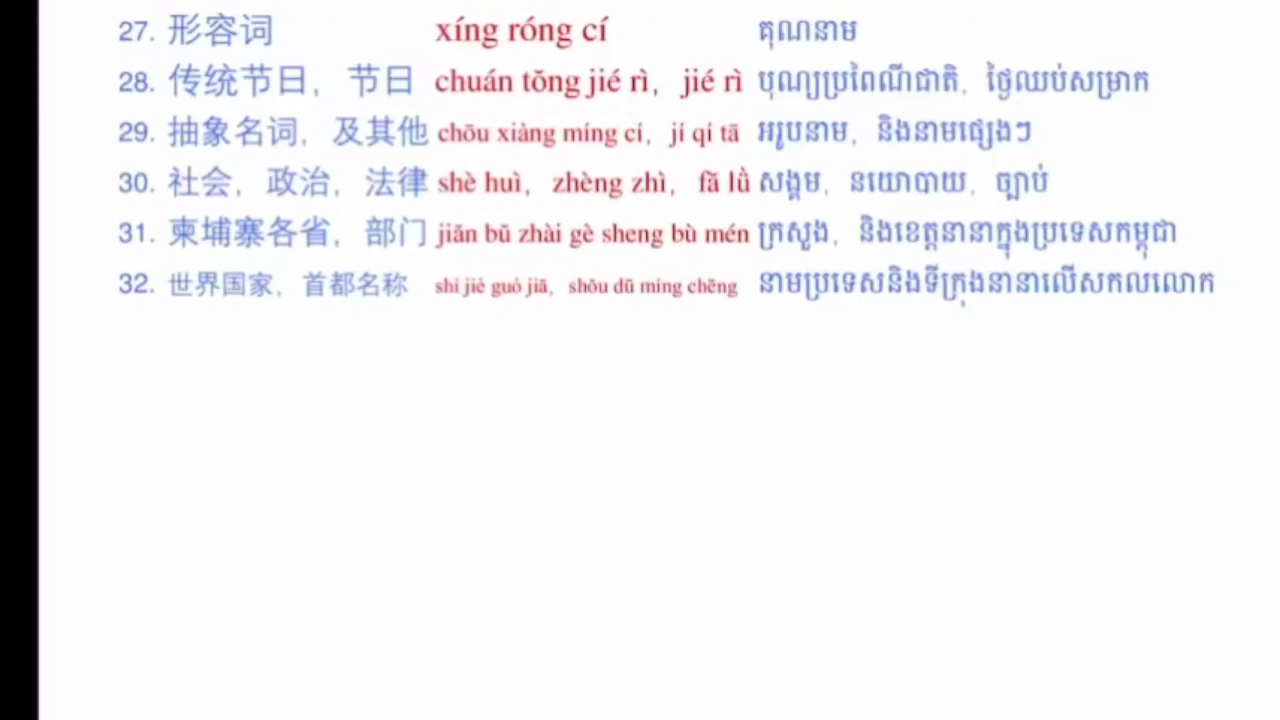 27. 形容词 xíng róng cí គុណនាម
28. 传统节日，节日 chuán tǒng jié rì，jié rì បុណ្យប្រពៃណីជាតិ，ថ្ងៃឈប់សម្រាក
29. 抽象名词，及其他 chōu xiàng míng cí，jí qí tā អរូបនាម，និងនាមផ្សេងៗ
30. 社会，政治，法律 shè huì，zhèng zhì，fǎ lǜ សង្គម，នយោបាយ，ច្បាប់
31. 柬埔寨各省，部门 jiān bǔ zhài gè sheng bù mén ក្រសួង，និងខេត្តនានាក្នុងប្រទេសកម្ពុជា
32. 世界国家，首都名称 shì jiè guó jiā，shōu dū míng chēng នាមប្រទេសនិងទីក្រុងនានាលើសកលលោក